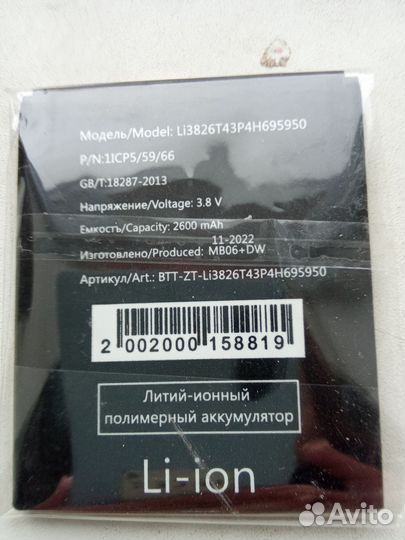 Модель/Model: Li3826T43P4H695950
P/N:1ICP5/59/66
GB/T:18287-2013
Напряжение/Voltage: 3.8 V
Емкость/Capacity: 2600 mAh
11-2022
Изготовлено/Produced: MB06+DW
Артикул/Art.: BTT-ZT-Li3826T43P4H695950
2 002000 158819
Литий-ионный
полимерный аккумулятор
Li-ion
Avito